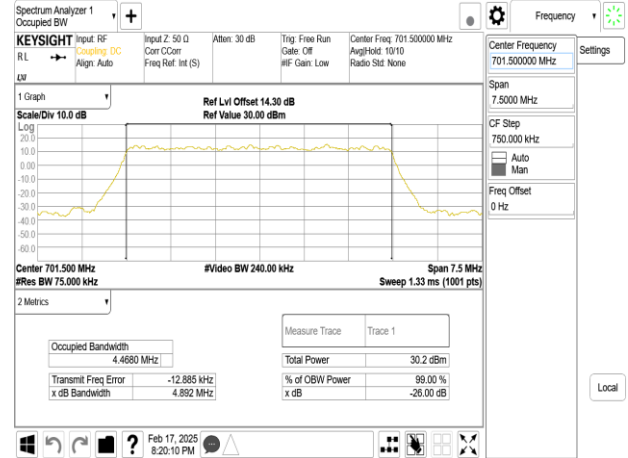 Spectrum Analyzer 1
Occupied BW
Frequency
KEYSIGHT
RL
LXI
Input: RF
Coupling: DC
Align: Auto
Input Z: 50 Ω
Corr CCorr
Freq Ref: Int (S)
Atten: 30 dB
Trig: Free Run
Gate: Off
#IF Gain: Low
Center Freq: 701.500000 MHz
Avg|Hold: 10/10
Radio Std: None
Center Frequency
701.500000 MHz
Settings
Span
7.5000 MHz
CF Step
750.000 kHz
Auto
Man
Freq Offset
0 Hz
Local
1 Graph
Scale/Div 10.0 dB
Ref Lvl Offset 14.30 dB
Ref Value 30.00 dBm
Log
20.0
10.0
0.00
-10.0
-20.0
-30.0
-40.0
-50.0
-60.0
Center 701.500 MHz
#Video BW 240.00 kHz
Span 7.5 MHz
#Res BW 75.000 kHz
Sweep 1.33 ms (1001 pts)
2 Metrics
Measure Trace
Trace 1
Occupied Bandwidth
4.4680 MHz
Total Power
30.2 dBm
Transmit Freq Error
-12.885 kHz
% of OBW Power
99.00 %
x dB Bandwidth
4.892 MHz
x dB
-26.00 dB
Feb 17, 2025
8:20:10 PM